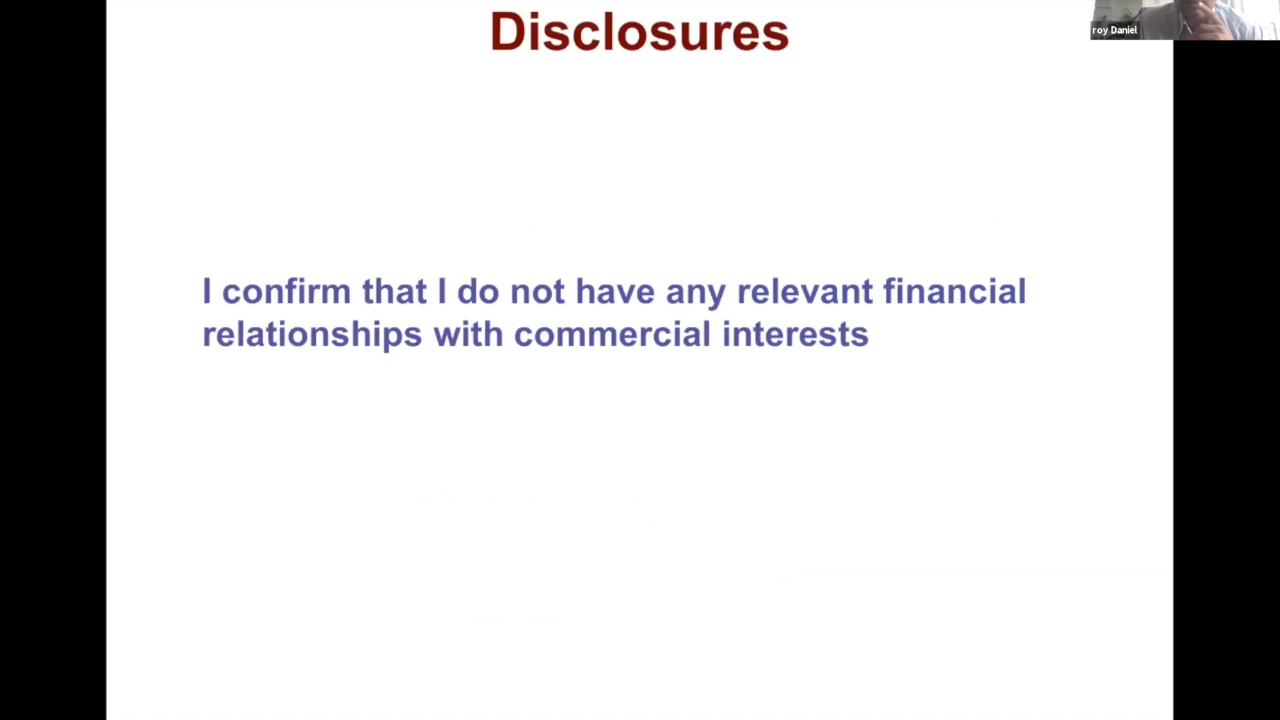 Disclosures
roy Daniel
I confirm that I do not have any relevant financial
relationships with commercial interests